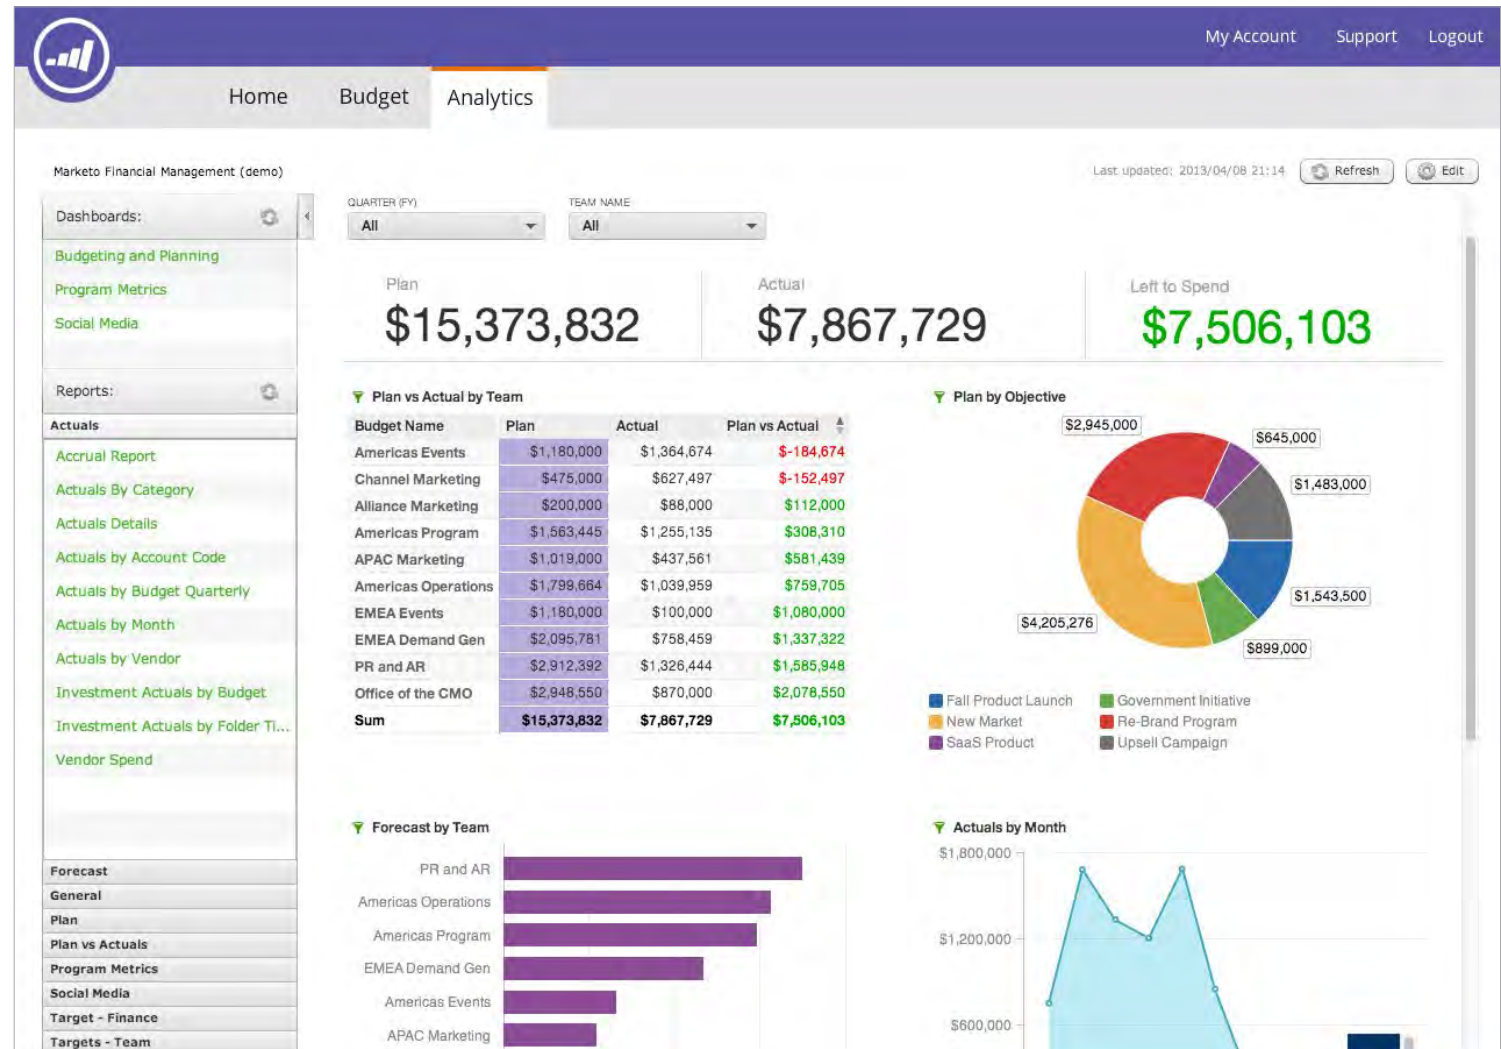 My Account Support Logout
Home Budget Analytics
Marketo Financial Management (demo)
Last updated: 2013/04/08 21:14 Refresh Edit
Dashboards:
Budgeting and Planning
Program Metrics
Social Media
Reports:
Actuals
Accrual Report
Actuals By Category
Actuals Details
Actuals by Account Code
Actuals by Budget Quarterly
Actuals by Month
Actuals by Vendor
Investment Actuals by Budget
Investment Actuals by Folder Ti...
Vendor Spend
Forecast
General
Plan
Plan vs Actuals
Program Metrics
Social Media
Target - Finance
Targets - Team
QUARTER (FY) TEAM NAME
All All
Plan Actual Left to Spend
$15,373,832 $7,867,729 $7,506,103
Plan vs Actual by Team
Budget Name Plan Actual Plan vs Actual
Americas Events $1,180,000 $1,364,674 $-184,674
Channel Marketing $475,000 $627,497 $-152,497
Alliance Marketing $200,000 $88,000 $112,000
Americas Program $1,563,445 $1,255,135 $308,310
APAC Marketing $1,019,000 $437,561 $581,439
Americas Operations $1,799,664 $1,039,959 $759,705
EMEA Events $1,180,000 $100,000 $1,080,000
EMEA Demand Gen $2,095,781 $758,459 $1,337,322
PR and AR $2,912,392 $1,326,444 $1,585,948
Office of the CMO $2,948,550 $870,000 $2,078,550
Sum $15,373,832 $7,867,729 $7,506,103
Plan by Objective
$2,945,000
$645,000
$1,483,000
$1,543,500
$4,205,276
$899,000
Fall Product Launch Government Initiative
New Market Re-Brand Program
SaaS Product Upsell Campaign
Forecast by Team
PR and AR
Americas Operations
Americas Program
EMEA Demand Gen
Americas Events
APAC Marketing
Actuals by Month
$1,800,000
$1,200,000
$600,000